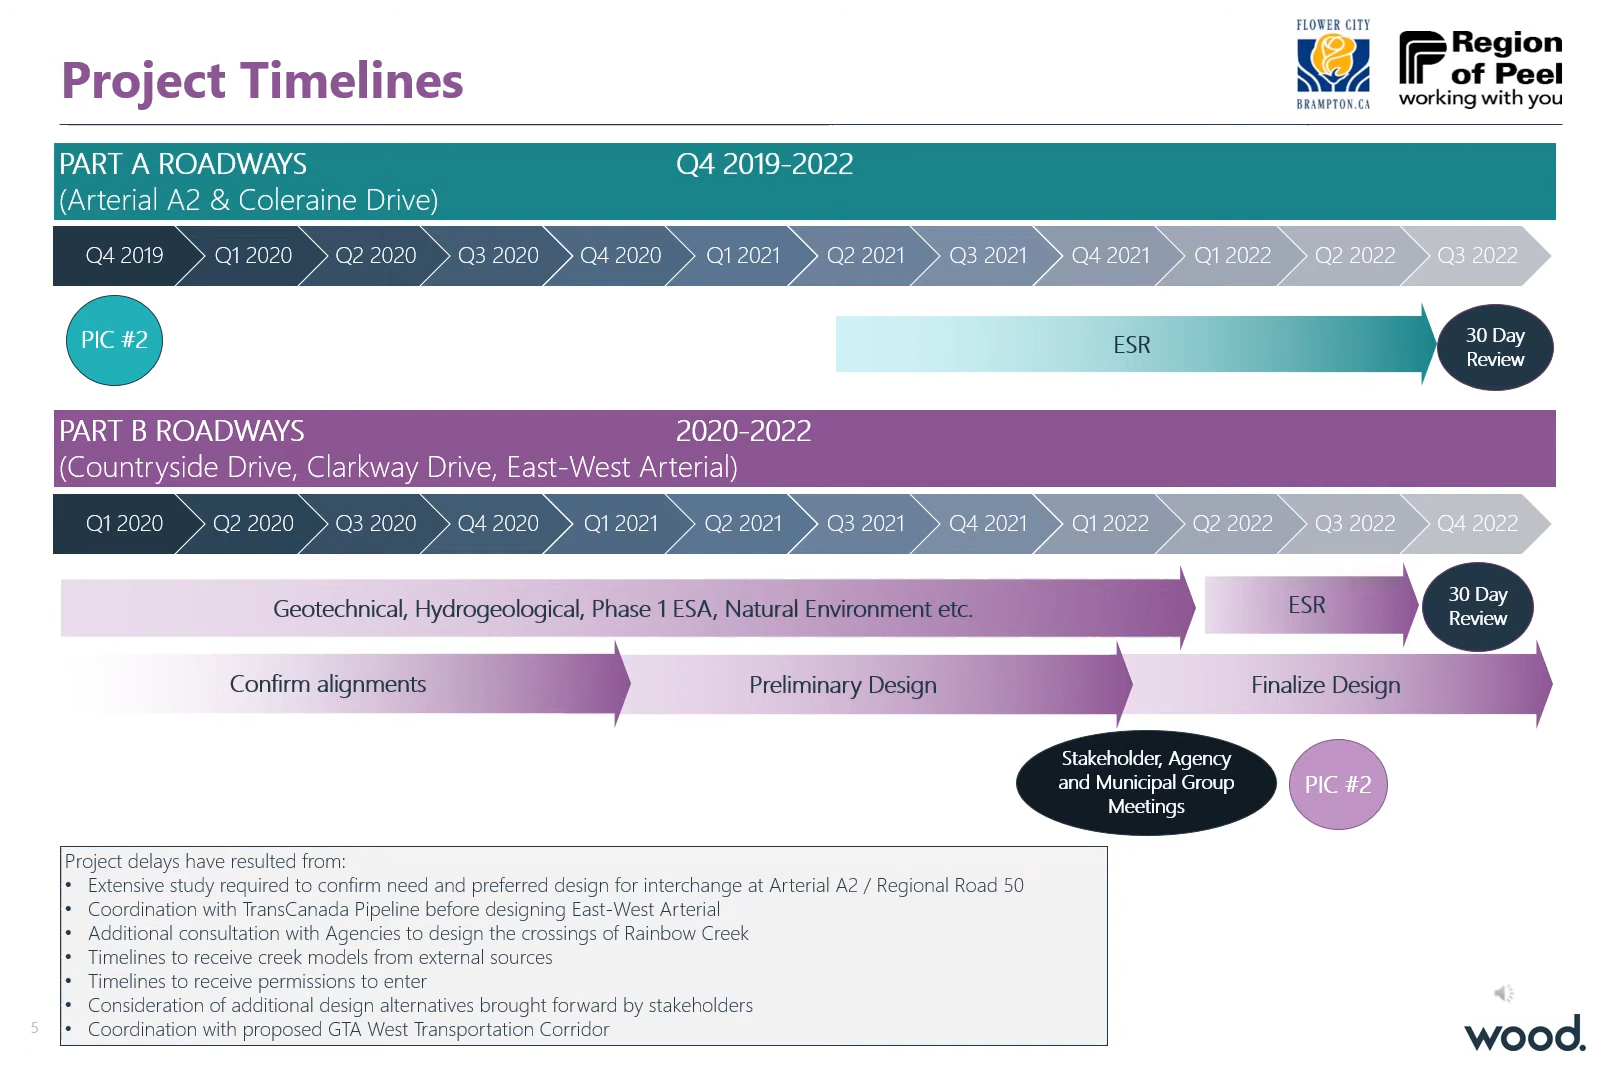 Project Timelines
FLOWER CITY
BRAMPTON.CA
Region
of Peel
working with you
PART A ROADWAYS Q4 2019-2022
(Arterial A2 & Coleraine Drive)
Q4 2019 Q1 2020 Q2 2020 Q3 2020 Q4 2020 Q1 2021 Q2 2021 Q3 2021 Q4 2021 Q1 2022 Q2 2022 Q3 2022
PIC #2
ESR
30 Day
Review
PART B ROADWAYS 2020-2022
(Countryside Drive, Clarkway Drive, East-West Arterial)
Q1 2020 Q2 2020 Q3 2020 Q4 2020 Q1 2021 Q2 2021 Q3 2021 Q4 2021 Q1 2022 Q2 2022 Q3 2022 Q4 2022
Geotechnical, Hydrogeological, Phase 1 ESA, Natural Environment etc.
ESR
30 Day
Review
Confirm alignments
Preliminary Design
Finalize Design
Stakeholder, Agency
and Municipal Group
Meetings
PIC #2
Project delays have resulted from:
• Extensive study required to confirm need and preferred design for interchange at Arterial A2 / Regional Road 50
• Coordination with TransCanada Pipeline before designing East-West Arterial
• Additional consultation with Agencies to design the crossings of Rainbow Creek
• Timelines to receive creek models from external sources
• Timelines to receive permissions to enter
• Consideration of additional design alternatives brought forward by stakeholders
• Coordination with proposed GTA West Transportation Corridor
5
wood.